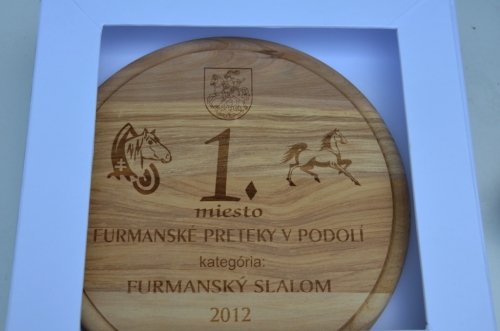 1.
miesto
FURMANSKÉ PRETEKY V PODOLÍ
kategória:
FURMANSKÝ SLALOM
2012